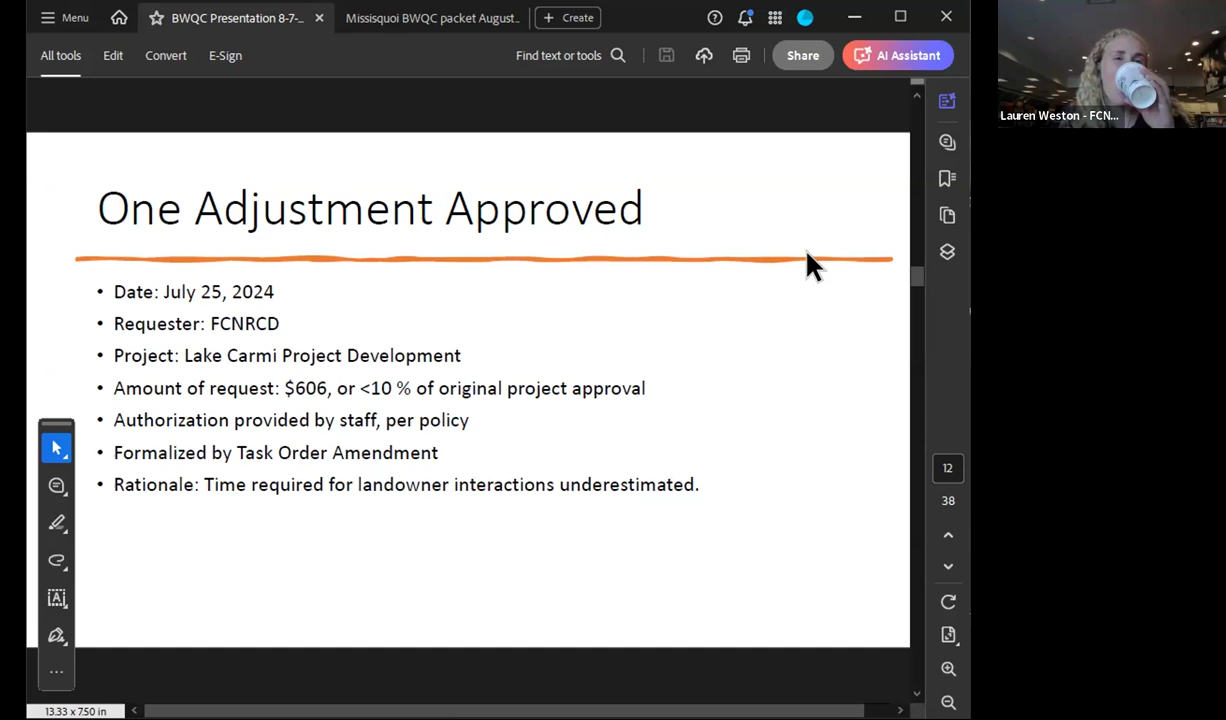 Menu
BWQC Presentation 8-7-...
Missisquoi BWQC packet August...
Create
All tools
Edit
Convert
E-Sign
Find text or tools
Share
AI Assistant
Lauren Weston - FCN...
One Adjustment Approved
• Date: July 25, 2024
• Requester: FCNRCD
• Project: Lake Carmi Project Development
• Amount of request: $606, or <10 % of original project approval
• Authorization provided by staff, per policy
• Formalized by Task Order Amendment
• Rationale: Time required for landowner interactions underestimated.
12
38
13.33 x 7.50 in